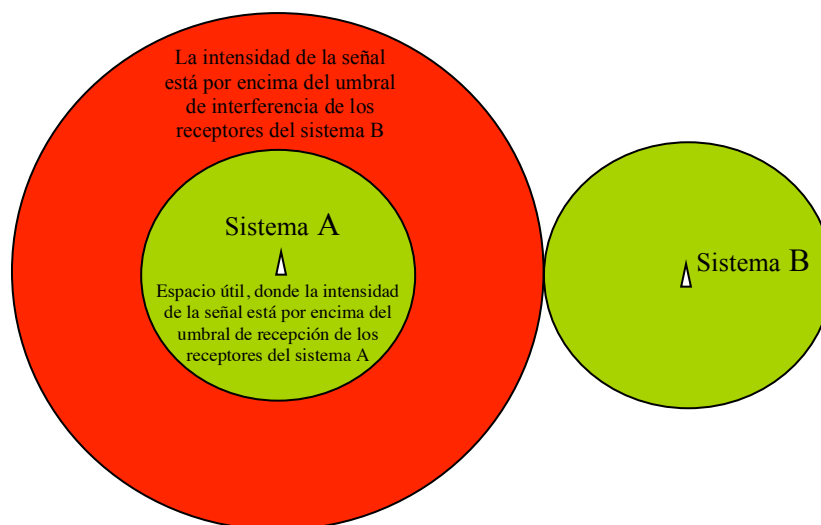 La intensidad de la señal
está por encima del umbral
de interferencia de los
receptores del sistema B
Sistema A
Espacio útil, donde la intensidad
de la señal está por encima del
umbral de recepción de los
receptores del sistema A
Sistema B